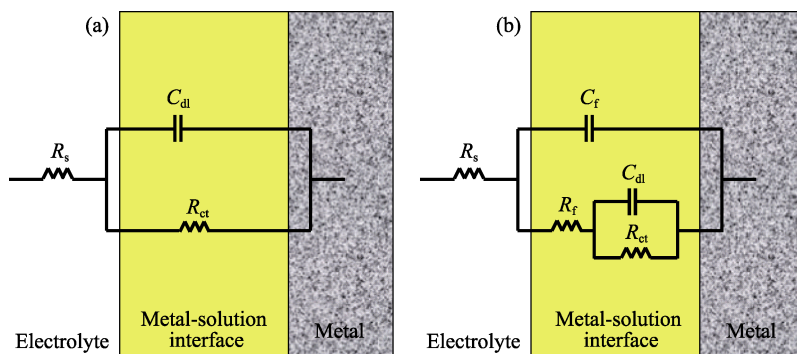 (a)
C_dl
R_s
R_ct
Electrolyte
Metal-solution
interface
Metal
(b)
C_f
R_s
C_dl
R_f
R_ct
Electrolyte
Metal-solution
interface
Metal